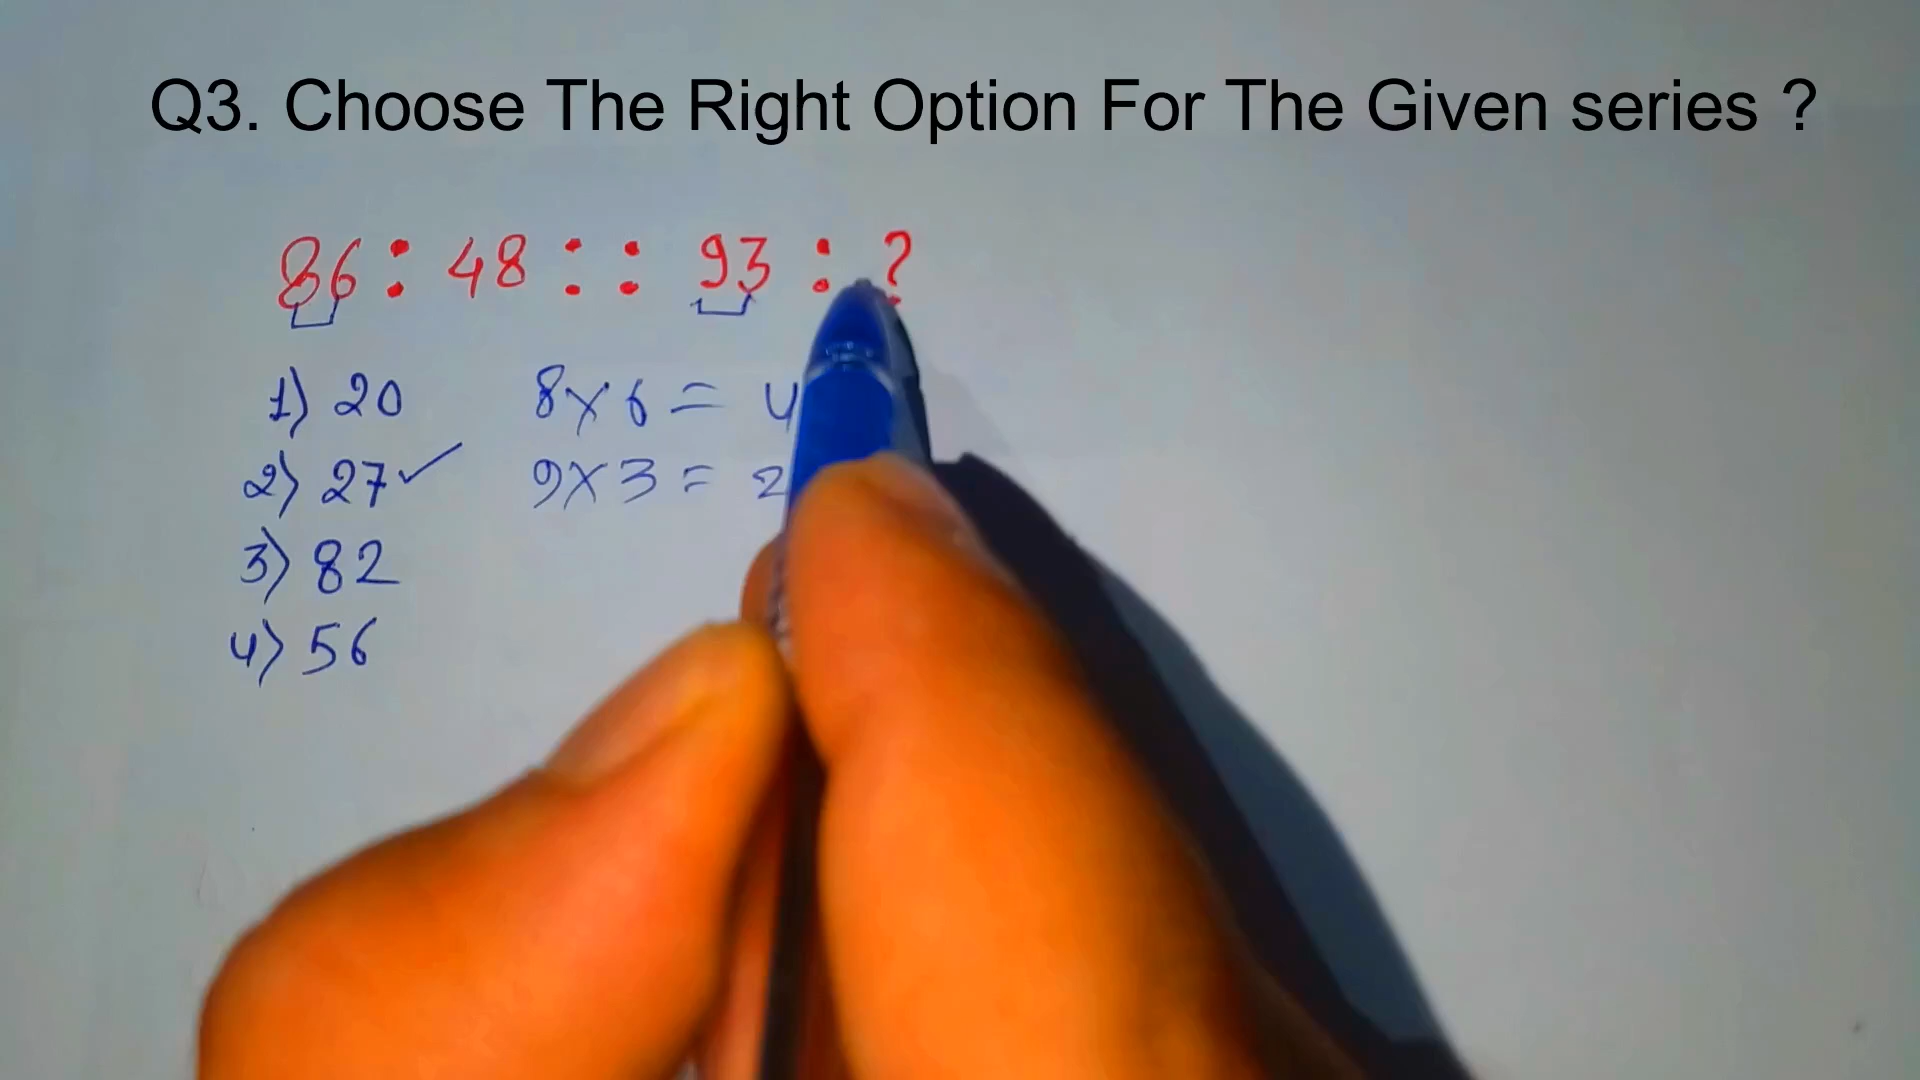 Q3. Choose The Right Option For The Given series ?
86 : 48 : : 93 : ?
1) 20
8 x 6 = 4
2) 27 ✓
9 x 3 = 2
3) 82
4) 56